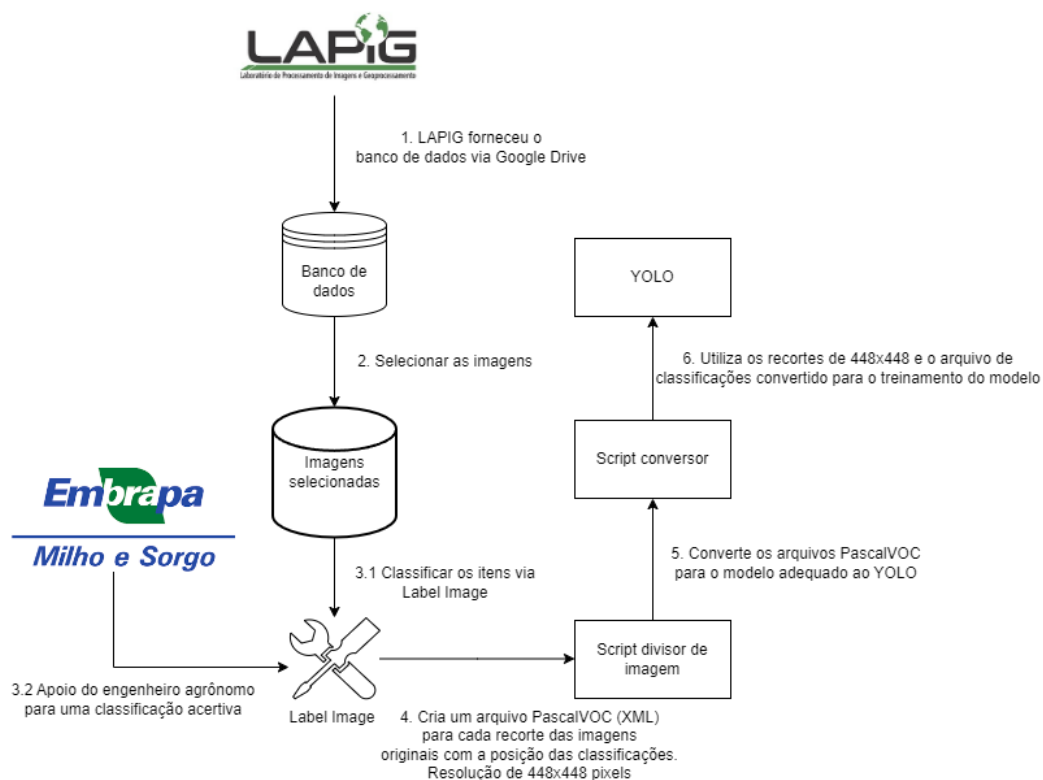 LAPIG
Laboratório de Processamento de Imagens e Geoprocessamento
1. LAPIG forneceu o
banco de dados via Google Drive
Banco de
dados
2. Selecionar as imagens
Imagens
selecionadas
Embrapa
Milho e Sorgo
3.1 Classificar os itens via
Label Image
3.2 Apoio do engenheiro agrônomo
para uma classificação acertiva
Label Image
4. Cria um arquivo PascalVOC (XML)
para cada recorte das imagens
originais com a posição das classificações.
Resolução de 448x448 pixels
Script divisor de
imagem
5. Converte os arquivos PascalVOC
para o modelo adequado ao YOLO
Script conversor
6. Utiliza os recortes de 448x448 e o arquivo de
classificações convertido para o treinamento do modelo
YOLO